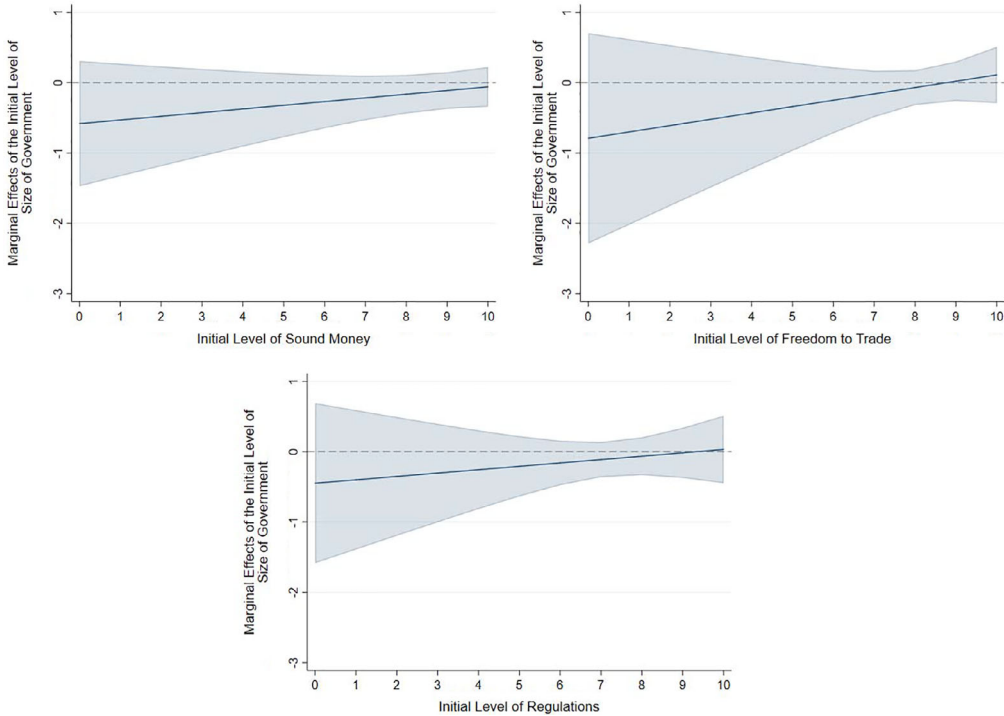 Marginal Effects of the Initial Level of
Size of Government
1
0
-1
-2
-3
0 1 2 3 4 5 6 7 8 9 10
Initial Level of Sound Money
Marginal Effects of the Initial Level of
Size of Government
1
0
-1
-2
-3
0 1 2 3 4 5 6 7 8 9 10
Initial Level of Freedom to Trade
Marginal Effects of the Initial Level of
Size of Government
1
0
-1
-2
-3
0 1 2 3 4 5 6 7 8 9 10
Initial Level of Regulations